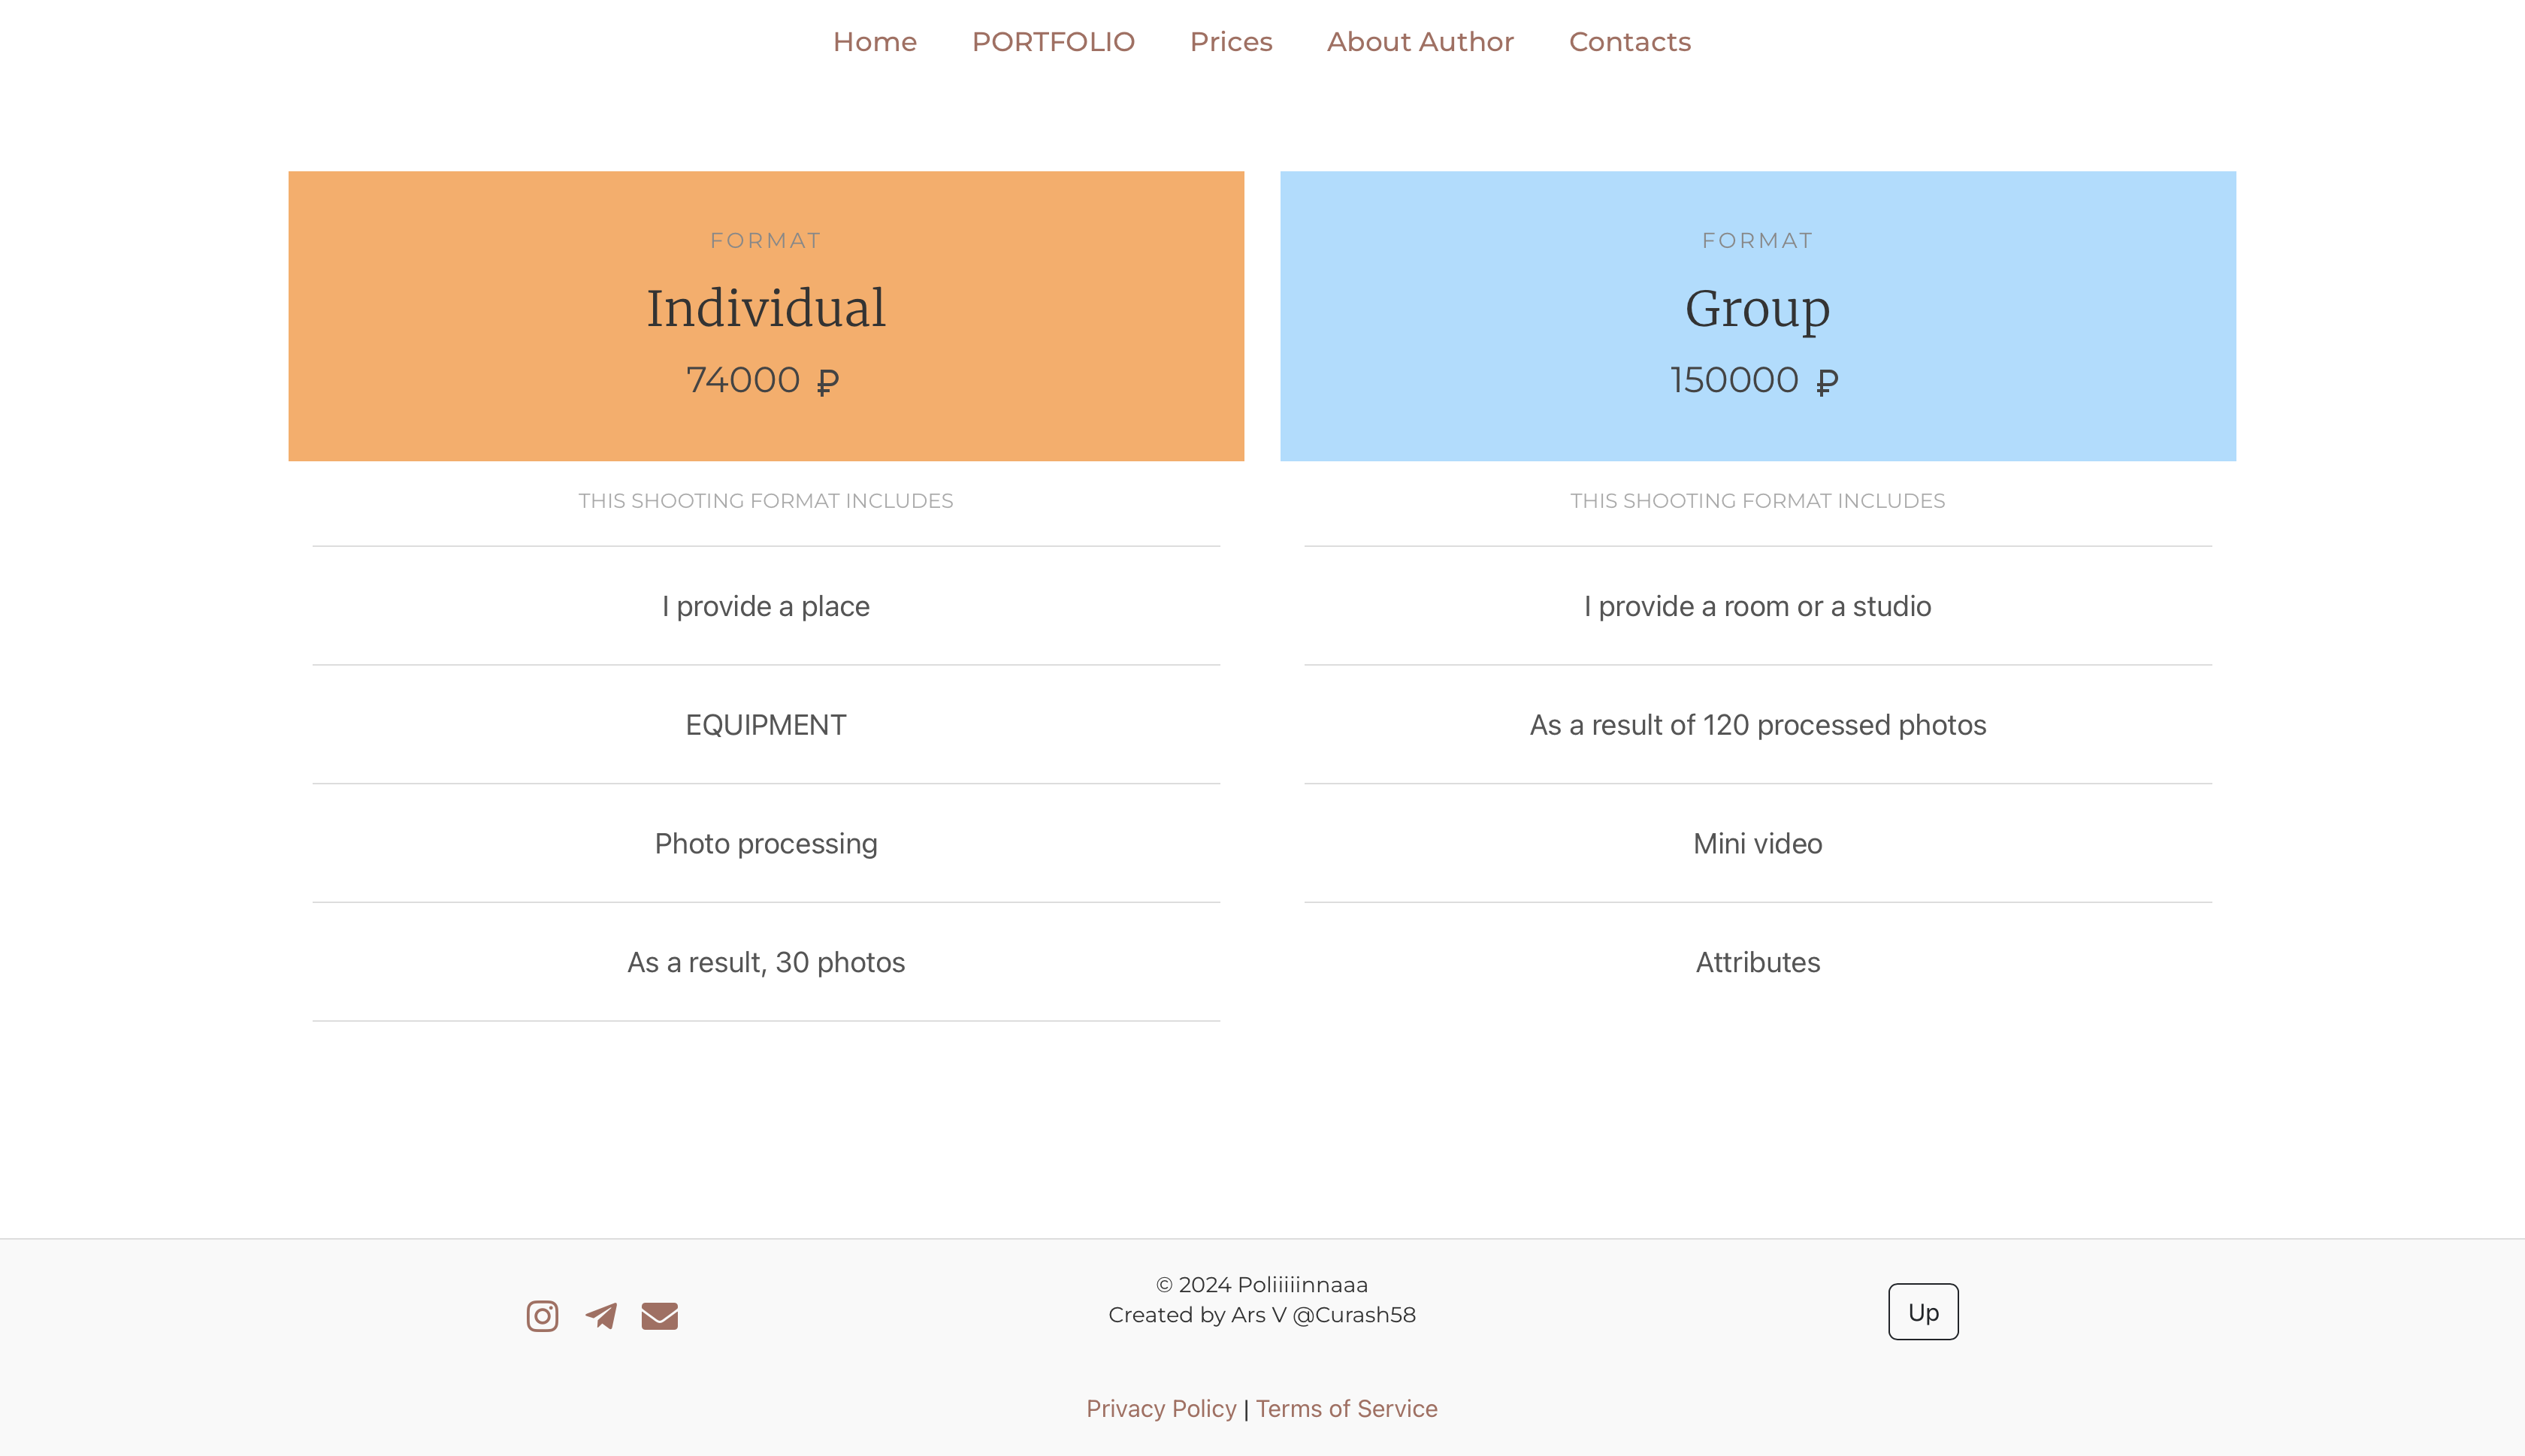 Home PORTFOLIO Prices About Author Contacts
FORMAT
Individual
74000 ₽
THIS SHOOTING FORMAT INCLUDES
I provide a place
EQUIPMENT
Photo processing
As a result, 30 photos
FORMAT
Group
150000 ₽
THIS SHOOTING FORMAT INCLUDES
I provide a room or a studio
As a result of 120 processed photos
Mini video
Attributes
© 2024 Poliiiiinnaaa
Created by Ars V @Curash58
Up
Privacy Policy | Terms of Service